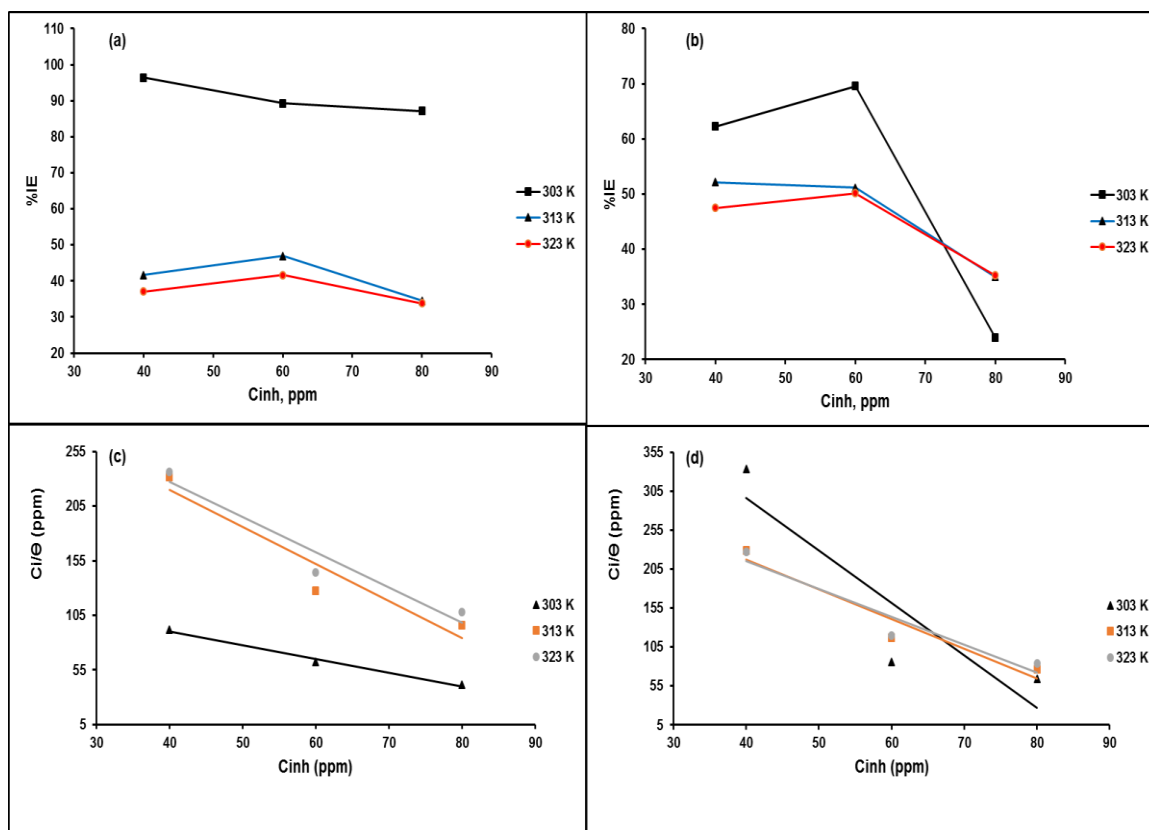 (a)
%IE
110
100
90
80
70
60
50
40
30
20
30 40 50 60 70 80 90
Cinh, ppm
303 K
313 K
323 K
(b)
%IE
80
70
60
50
40
30
20
30 40 50 60 70 80 90
Cinh, ppm
303 K
313 K
323 K
(c)
Ci/Ө (ppm)
255
205
155
105
55
5
30 40 50 60 70 80 90
Cinh (ppm)
303 K
313 K
323 K
(d)
Ci/Ө (ppm)
355
305
255
205
155
105
55
5
30 40 50 60 70 80 90
Cinh (ppm)
303 K
313 K
323 K